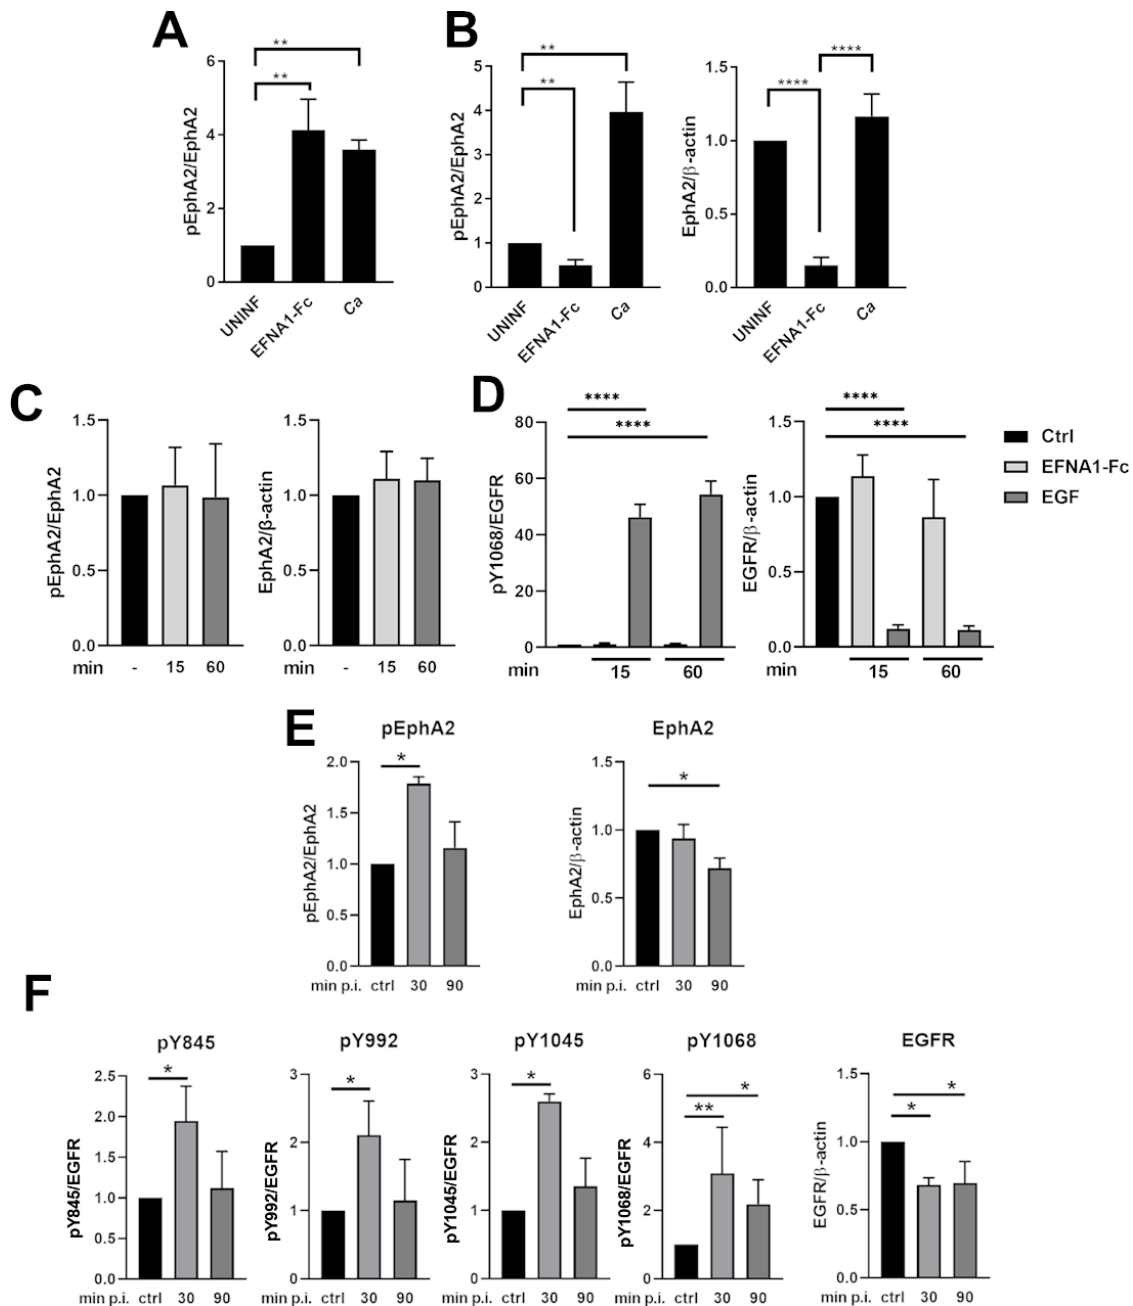 A
**
**
6
4
2
0
pEphA2/EphA2
UNINF
EFNA1-Fc
Ca
B
**
**
5
4
3
2
1
0
pEphA2/EphA2
UNINF
EFNA1-Fc
Ca
****
****
1.5
1.0
0.5
0.0
EphA2/β-actin
UNINF
EFNA1-Fc
Ca
C
1.5
1.0
0.5
0.0
pEphA2/EphA2
min - 15 60
1.5
1.0
0.5
0.0
EphA2/β-actin
- 15 60
D
****
****
80
60
40
20
0
pY1068/EGFR
min 15 60
****
****
1.5
1.0
0.5
0.0
EGFR/β-actin
min 15 60
Ctrl
EFNA1-Fc
EGF
E
pEphA2
*
2.0
1.5
1.0
0.5
0.0
pEphA2/EphA2
min p.i. ctrl 30 90
EphA2
*
1.5
1.0
0.5
0.0
EphA2/β-actin
min p.i. ctrl 30 90
F
pY845
*
2.5
2.0
1.5
1.0
0.5
0.0
pY845/EGFR
min p.i. ctrl 30 90
pY992
*
3
2
1
0
pY992/EGFR
min p.i. ctrl 30 90
pY1045
*
3
2
1
0
pY1045/EGFR
min p.i. ctrl 30 90
pY1068
*
**
6
4
2
0
pY1068/EGFR
min p.i. ctrl 30 90
EGFR
*
*
1.5
1.0
0.5
0.0
EGFR/β-actin
min p.i. ctrl 30 90